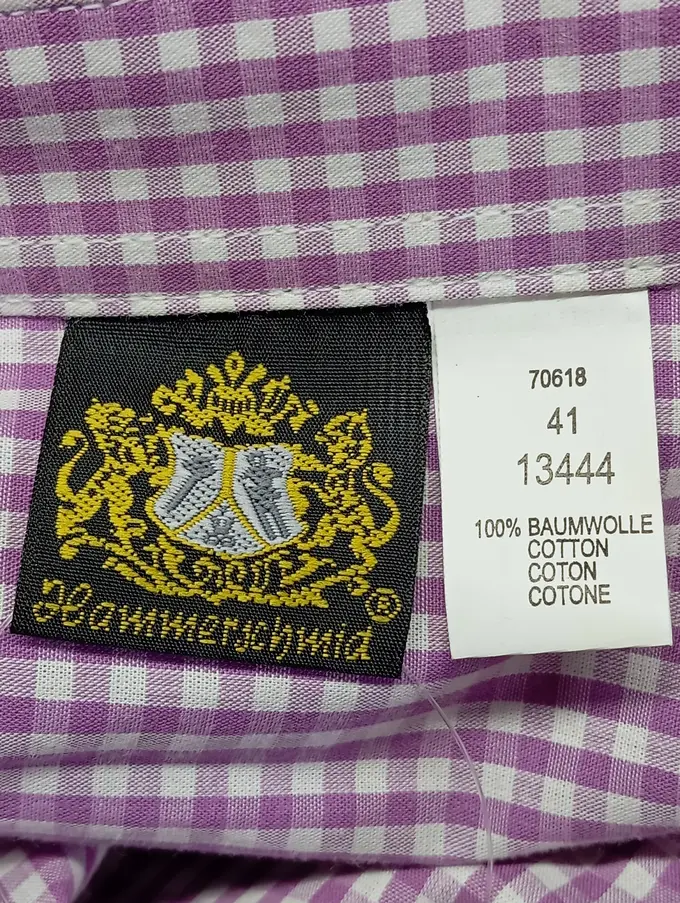 Hammerschmid ®
70618
41
13444
100% BAUMWOLLE
COTTON
COTON
COTONE